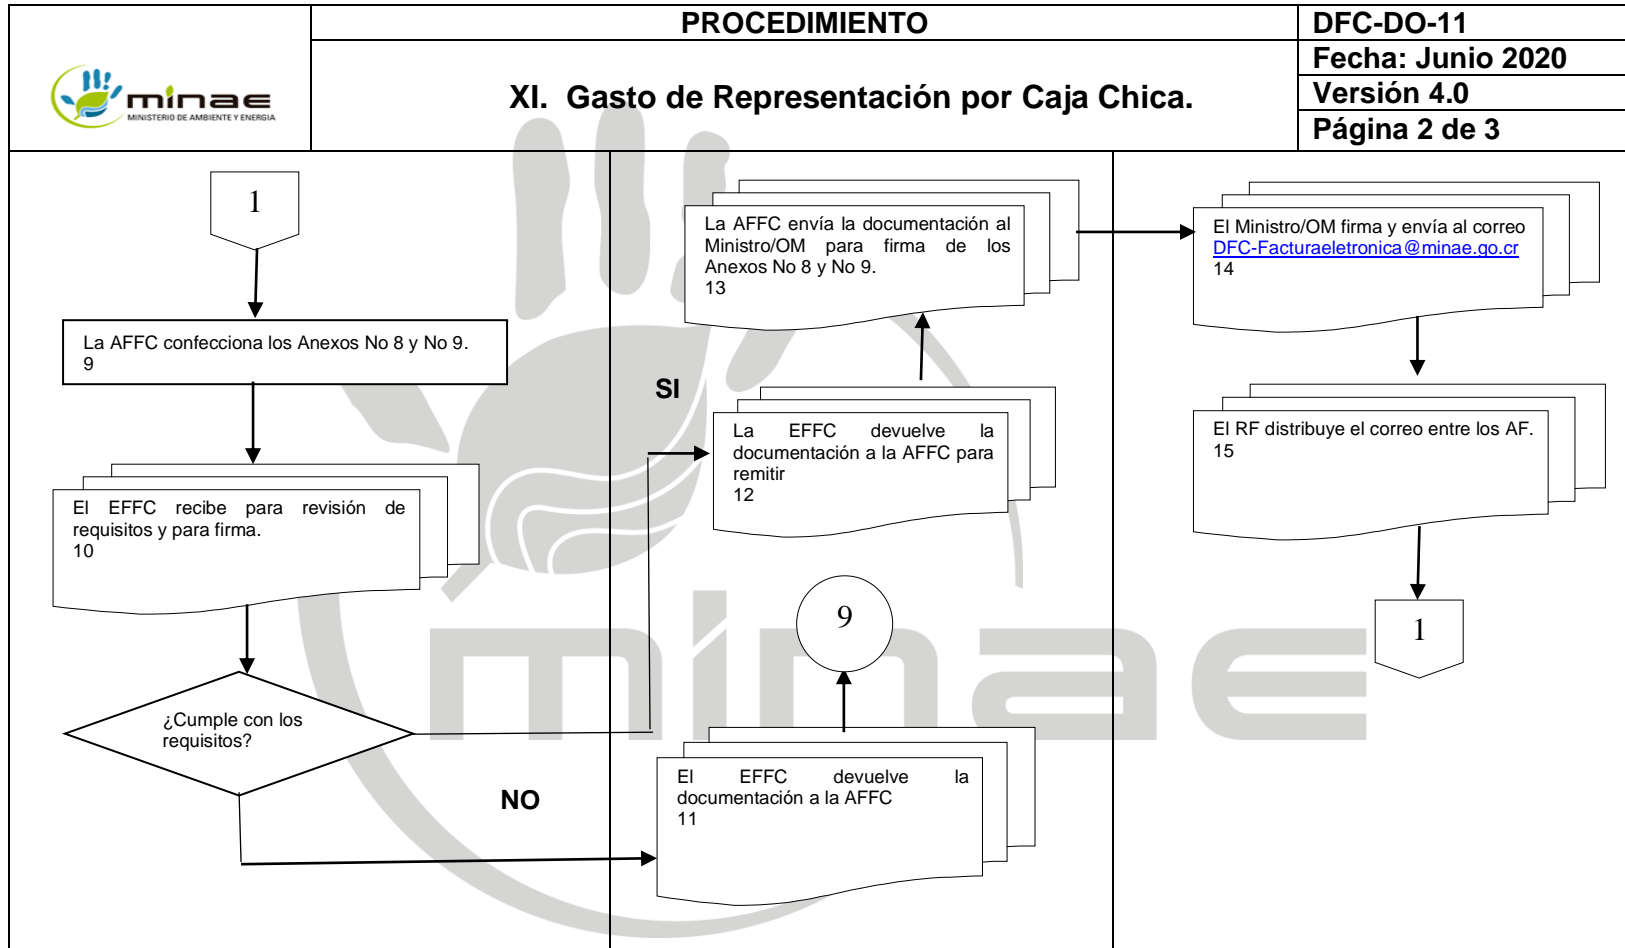 PROCEDIMIENTO
DFC-DO-11
Fecha: Junio 2020
Versión 4.0
Página 2 de 3
XI. Gasto de Representación por Caja Chica.
minae
MINISTERIO DE AMBIENTE Y ENERGIA
1
La AFFC confecciona los Anexos No 8 y No 9.
9
El EFFC recibe para revisión de
requisitos y para firma.
10
¿Cumple con los
requisitos?
NO
SI
La AFFC envía la documentación al
Ministro/OM para firma de los
Anexos No 8 y No 9.
13
La EFFC devuelve la
documentación a la AFFC para
remitir
12
9
El EFFC devuelve la
documentación a la AFFC
11
El Ministro/OM firma y envía al correo
DFC-Facturaeletronica@minae.go.cr
14
El RF distribuye el correo entre los AF.
15
1
minae